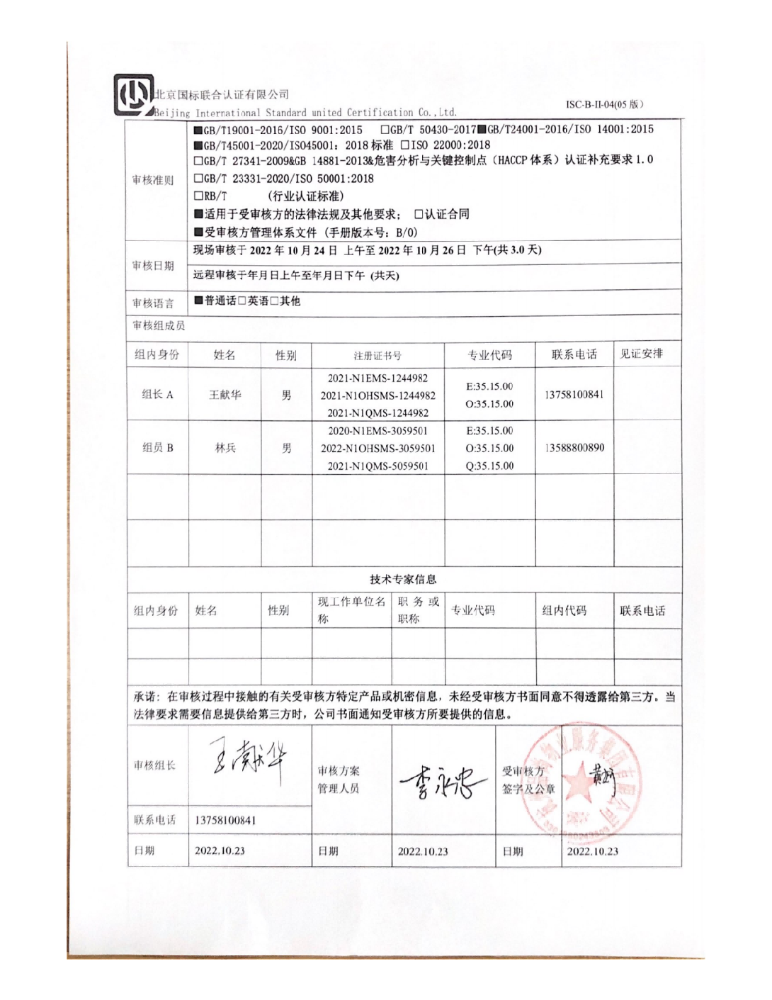 北京国标联合认证有限公司
Beijing International Standard united Certification Co.,Ltd.
ISC-B-II-04(05 版)
审核准则
■GB/T19001-2016/ISO 9001:2015 □GB/T 50430-2017■GB/T24001-2016/ISO 14001:2015
■GB/T45001-2020/ISO45001：2018 标准 □ISO 22000:2018
□GB/T 27341-2009&GB 14881-2013&危害分析与关键控制点（HACCP 体系）认证补充要求 1.0
□GB/T 23331-2020/ISO 50001:2018
□RB/T （行业认证标准）
■适用于受审核方的法律法规及其他要求； □认证合同
■受审核方管理体系文件（手册版本号：B/0）
审核日期
现场审核于 2022 年 10 月 24 日 上午至 2022 年 10 月 26 日 下午(共 3.0 天)
远程审核于年月日上午至年月日下午 (共天)
审核语言 ■普通话□英语□其他
审核组成员
组内身份 姓名 性别 注册证书号 专业代码 联系电话 见证安排
组长 A 王献华 男 2021-N1EMS-1244982 E:35.15.00 13758100841
2021-N1OHSMS-1244982 O:35.15.00
2021-N1QMS-1244982
组员 B 林兵 男 2020-N1EMS-3059501 E:35.15.00 13588800890
2022-N1OHSMS-3059501 O:35.15.00
2021-N1QMS-5059501 Q:35.15.00
技术专家信息
组内身份 姓名 性别 现工作单位名称 职务或职称 专业代码 组内代码 联系电话
承诺：在审核过程中接触的有关受审核方特定产品或机密信息，未经受审核方书面同意不得透露给第三方。当
法律要求需要信息提供给第三方时，公司书面通知受审核方所要提供的信息。
审核组长 王献华
审核方案
管理人员 李永忠
受审核方
签字及公章
联系电话 13758100841
日期 2022.10.23 日期 2022.10.23 日期 2022.10.23